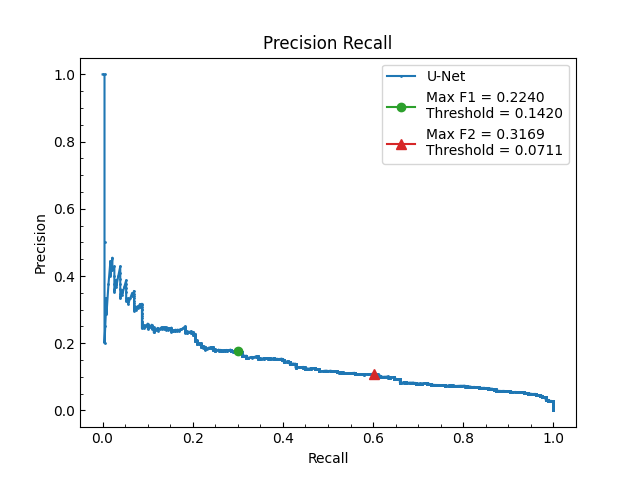 Precision Recall
1.0
0.8
0.6
0.4
0.2
0.0
Precision
0.0
0.2
0.4
0.6
0.8
1.0
Recall
U-Net
Max F1 = 0.2240
Threshold = 0.1420
Max F2 = 0.3169
Threshold = 0.0711